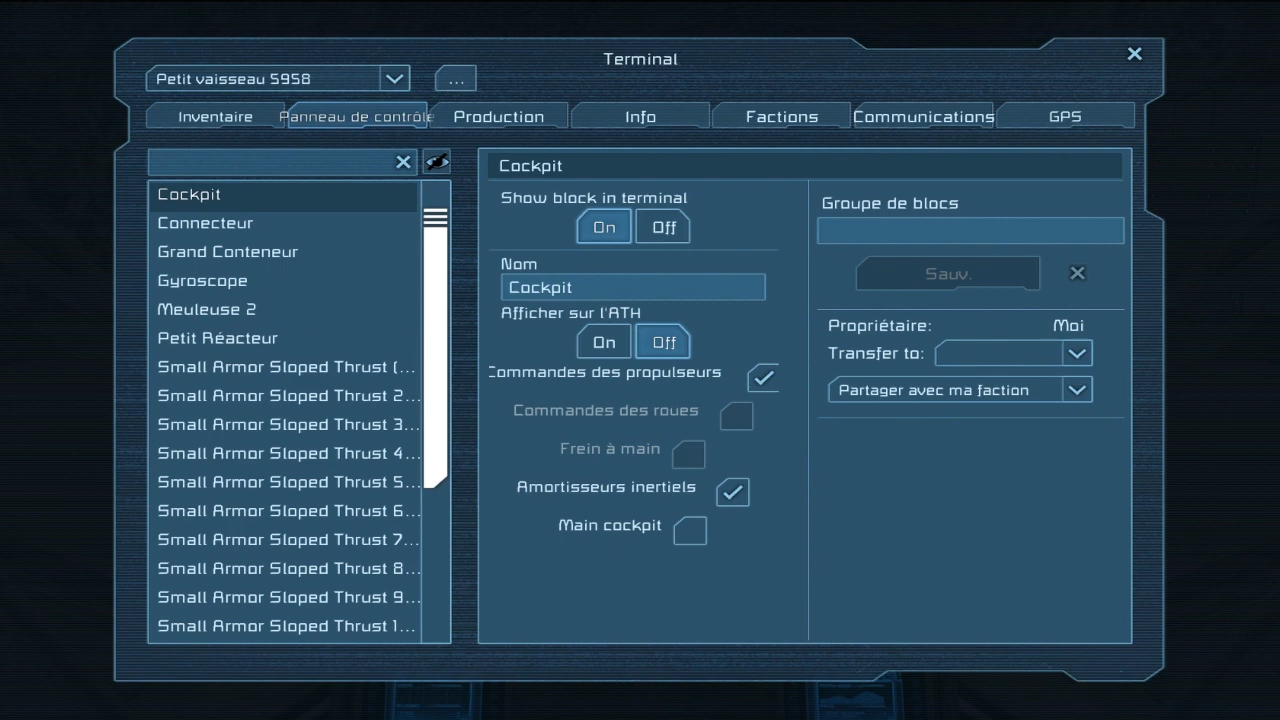 Terminal
Petit vaisseau 5958
...
Inventaire
Panneau de contrôle
Production
Info
Factions
Communications
GPS
Cockpit
Connecteur
Grand Conteneur
Gyroscope
Meuleuse 2
Petit Réacteur
Small Armor Sloped Thrust (...
Small Armor Sloped Thrust 2...
Small Armor Sloped Thrust 3...
Small Armor Sloped Thrust 4...
Small Armor Sloped Thrust 5...
Small Armor Sloped Thrust 6...
Small Armor Sloped Thrust 7...
Small Armor Sloped Thrust 8...
Small Armor Sloped Thrust 9...
Small Armor Sloped Thrust 1...
Cockpit
Show block in terminal
On Off
Nom
Cockpit
Afficher sur l'ATH
On Off
Commandes des propulseurs
Commandes des roues
Frein à main
Amortisseurs inertiels
Main cockpit
Groupe de blocs
Sauv.
Propriétaire: Moi
Transfer to:
Partager avec ma faction